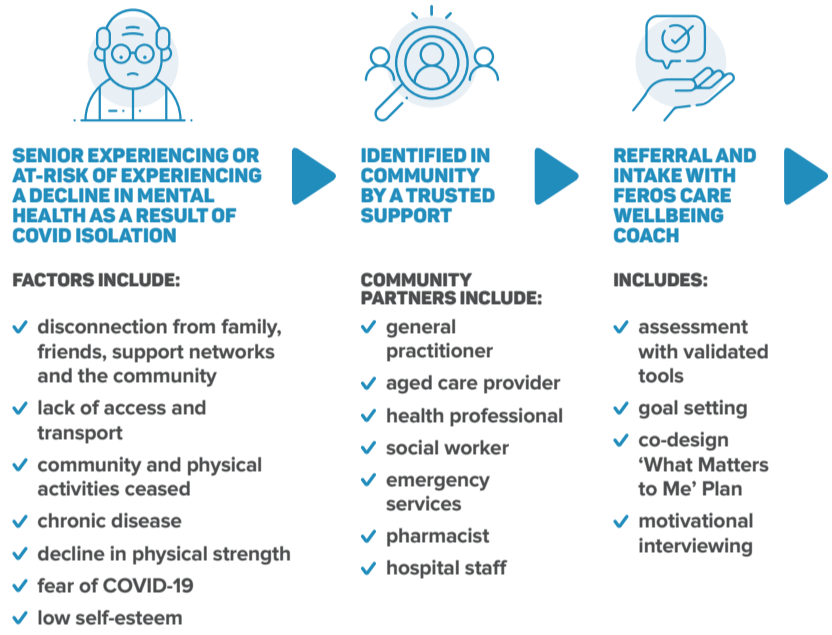 SENIOR EXPERIENCING OR
AT-RISK OF EXPERIENCING
A DECLINE IN MENTAL
HEALTH AS A RESULT OF
COVID ISOLATION
FACTORS INCLUDE:
disconnection from family,
friends, support networks
and the community
lack of access and
transport
community and physical
activities ceased
chronic disease
decline in physical strength
fear of COVID-19
low self-esteem
IDENTIFIED IN
COMMUNITY
BY A TRUSTED
SUPPORT
COMMUNITY
PARTNERS INCLUDE:
general
practitioner
aged care provider
health professional
social worker
emergency
services
pharmacist
hospital staff
REFERRAL AND
INTAKE WITH
FEROS CARE
WELLBEING
COACH
INCLUDES:
assessment
with validated
tools
goal setting
co-design
‘What Matters
to Me’ Plan
motivational
interviewing